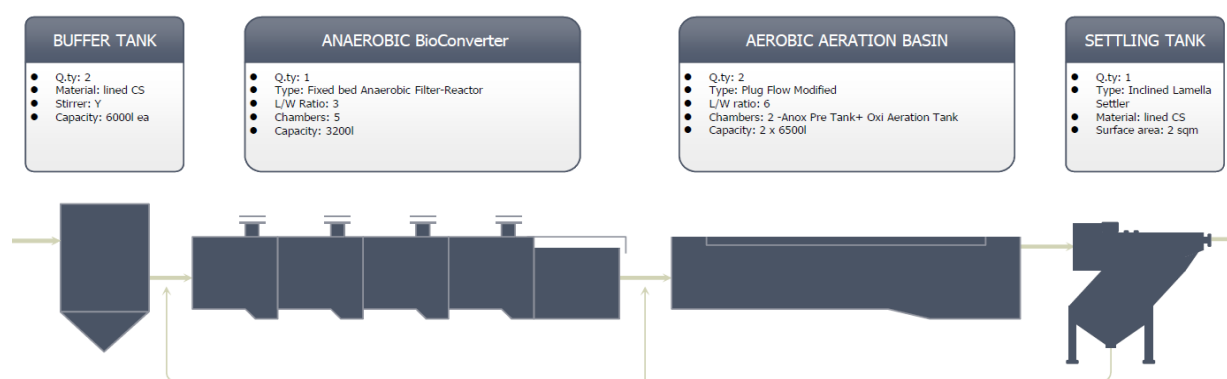 BUFFER TANK
● Q.ty: 2
● Material: lined CS
● Stirrer: Y
● Capacity: 6000l ea
ANAEROBIC BioConverter
● Q.ty: 1
● Type: Fixed bed Anaerobic Filter-Reactor
● L/W Ratio: 3
● Chambers: 5
● Capacity: 3200l
AEROBIC AERATION BASIN
● Q.ty: 2
● Type: Plug Flow Modified
● L/W ratio: 6
● Chambers: 2 -Anox Pre Tank+ Oxi Aeration Tank
● Capacity: 2 x 6500l
SETTLING TANK
● Q.ty: 1
● Type: Inclined Lamella
Settler
● Material: lined CS
● Surface area: 2 sqm